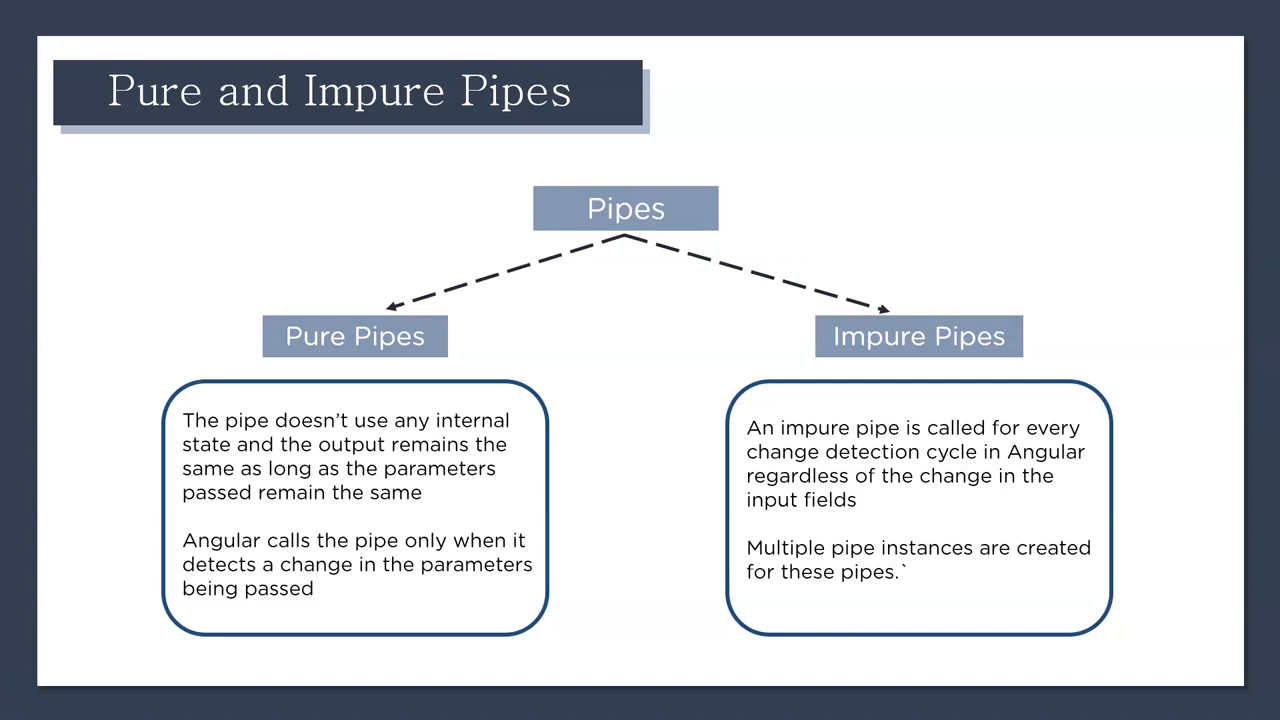 Pure and Impure Pipes
Pipes
Pure Pipes
Impure Pipes
The pipe doesn’t use any internal
state and the output remains the
same as long as the parameters
passed remain the same
Angular calls the pipe only when it
detects a change in the parameters
being passed
An impure pipe is called for every
change detection cycle in Angular
regardless of the change in the
input fields
Multiple pipe instances are created
for these pipes.`